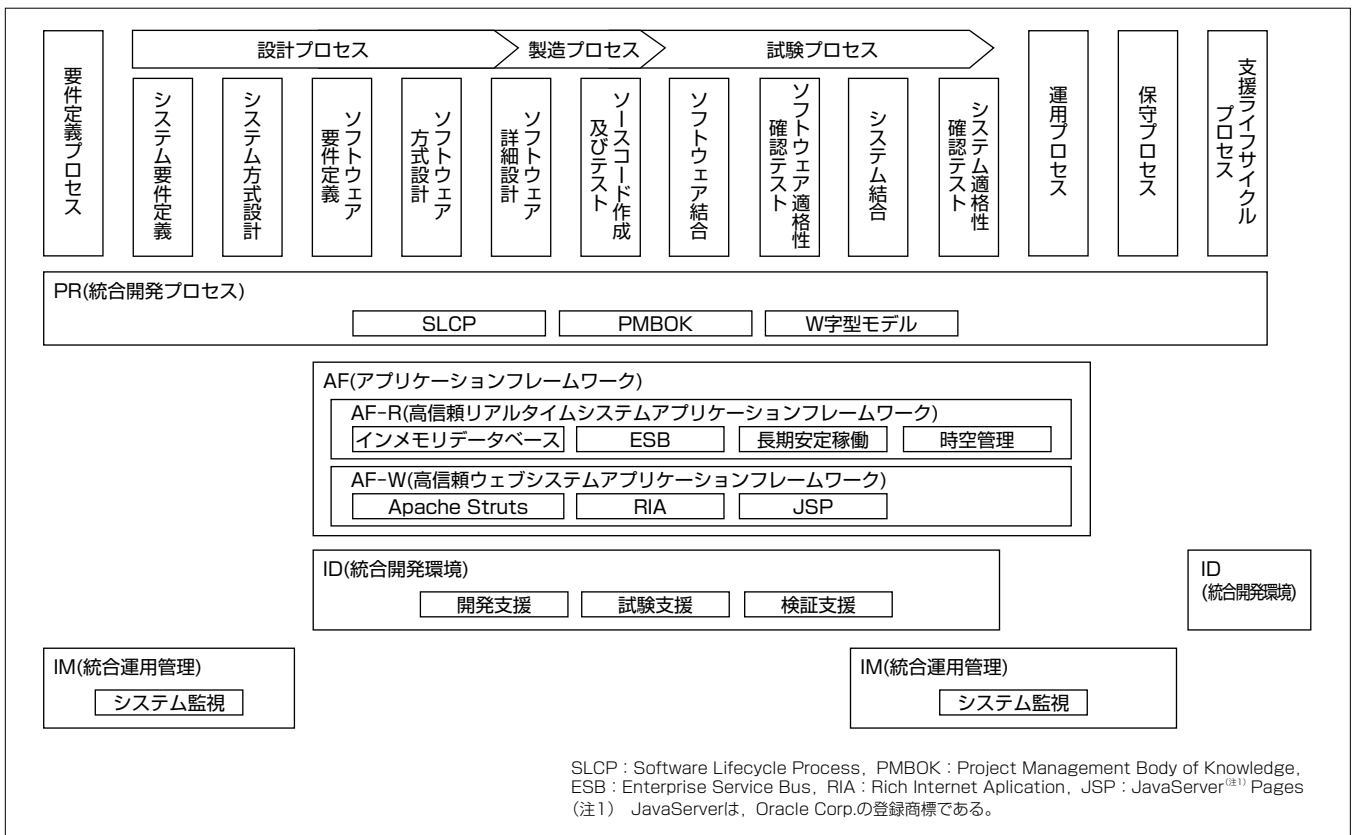 要件定義プロセス
設計プロセス
製造プロセス
試験プロセス
システム要件定義
システム方式設計
ソフトウェア
要件定義
ソフトウェア
方式設計
ソフトウェア
詳細設計
ソースコード作成
及びテスト
ソフトウェア結合
ソフトウェア適格性
確認テスト
システム結合
システム適格性
確認テスト
運用プロセス
保守プロセス
支援ライフサイクル
プロセス
PR(統合開発プロセス)
SLCP
PMBOK
W字型モデル
AF(アプリケーションフレームワーク)
AF-R(高信頼リアルタイムシステムアプリケーションフレームワーク)
インメモリデータベース
ESB
長期安定稼働
時空管理
AF-W(高信頼ウェブシステムアプリケーションフレームワーク)
Apache Struts
RIA
JSP
ID(統合開発環境)
開発支援
試験支援
検証支援
ID
(統合開発環境)
IM(統合運用管理)
システム監視
IM(統合運用管理)
システム監視
SLCP:Software Lifecycle Process, PMBOK:Project Management Body of Knowledge,
ESB:Enterprise Service Bus, RIA:Rich Internet Aplication, JSP:JavaServer(注1) Pages
(注1) JavaServerは,Oracle Corp.の登録商標である。